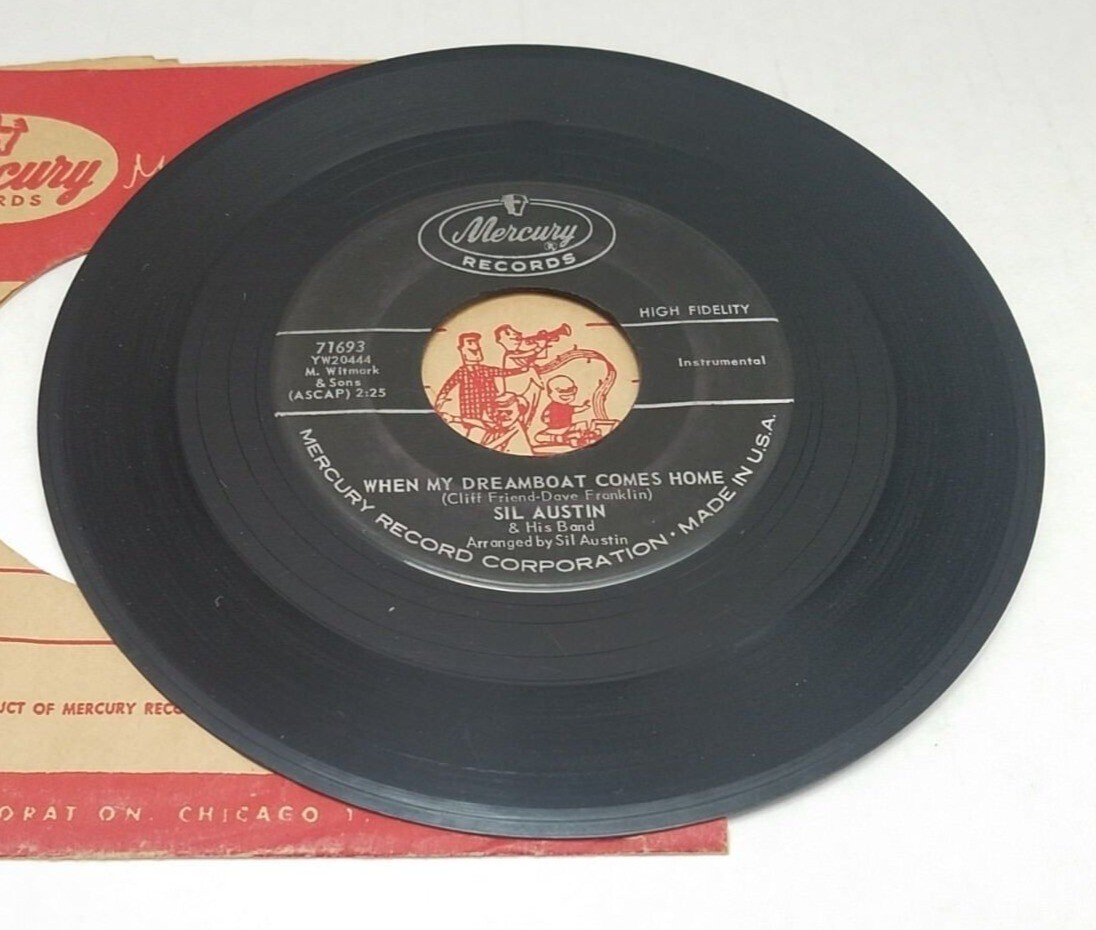 Mercury
RECORDS
HIGH FIDELITY
71693
YW20444
M. Witmark
& Sons
(ASCAP) 2:25
Instrumental
WHEN MY DREAMBOAT COMES HOME
(Cliff Friend-Dave Franklin)
SIL AUSTIN
& His Band
Arranged by Sil Austin
MERCURY RECORD CORPORATION • MADE IN U.S.A.
cury
RDS
UCT OF MERCURY RECO
ORAT ON. CHICAGO 1